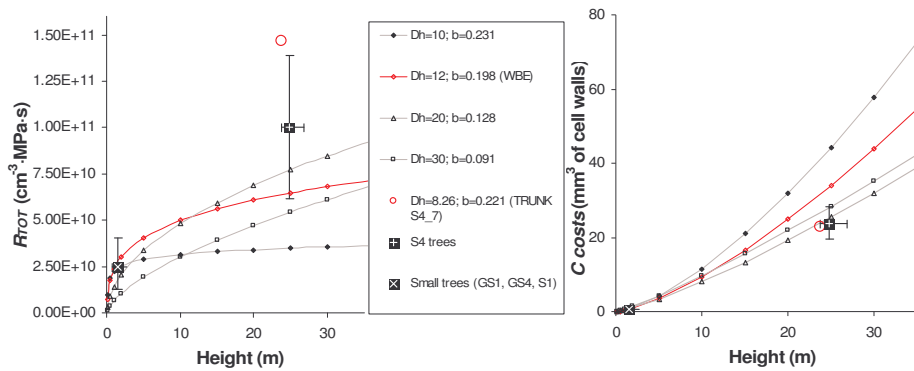 1.50E+11
1.25E+11
1.00E+11
7.50E+10
5.00E+10
2.50E+10
0.00E+00
R_TOT (cm⁻³·MPa·s)
0 10 20 30
Height (m)
Dh=10; b=0.231
Dh=12; b=0.198 (WBE)
Dh=20; b=0.128
Dh=30; b=0.091
Dh=8.26; b=0.221 (TRUNK
S4_7)
S4 trees
Small trees (GS1, GS4, S1)
80
60
40
20
0
C costs (mm³ of cell walls)
0 10 20 30
Height (m)